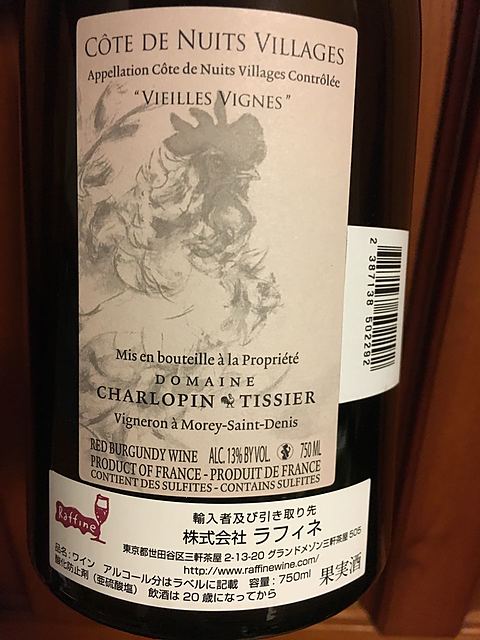 CÔTE DE NUITS VILLAGES
Appellation Côte de Nuits Villages Contrôlée
"VIEILLES VIGNES"
Mis en bouteille à la Propriété
DOMAINE
CHARLOPIN TISSIER
Vigneron à Morey-Saint-Denis
RED BURGUNDY WINE ALC. 13% BY VOL. 750 ML
PRODUCT OF FRANCE - PRODUIT DE FRANCE
CONTIENT DES SULFITES - CONTAINS SULFITES
2 387138 502292
Raffine
輸入者及び引き取り先
株式会社 ラフィネ
東京都世田谷区三軒茶屋 2-13-20 グランドメゾン三軒茶屋 505
http://www.raffinewine.com/
品名：ワイン アルコール分はラベルに記載 容量：750ml 果実酒
酸化防止剤（亜硫酸塩） 飲酒は20歳になってから